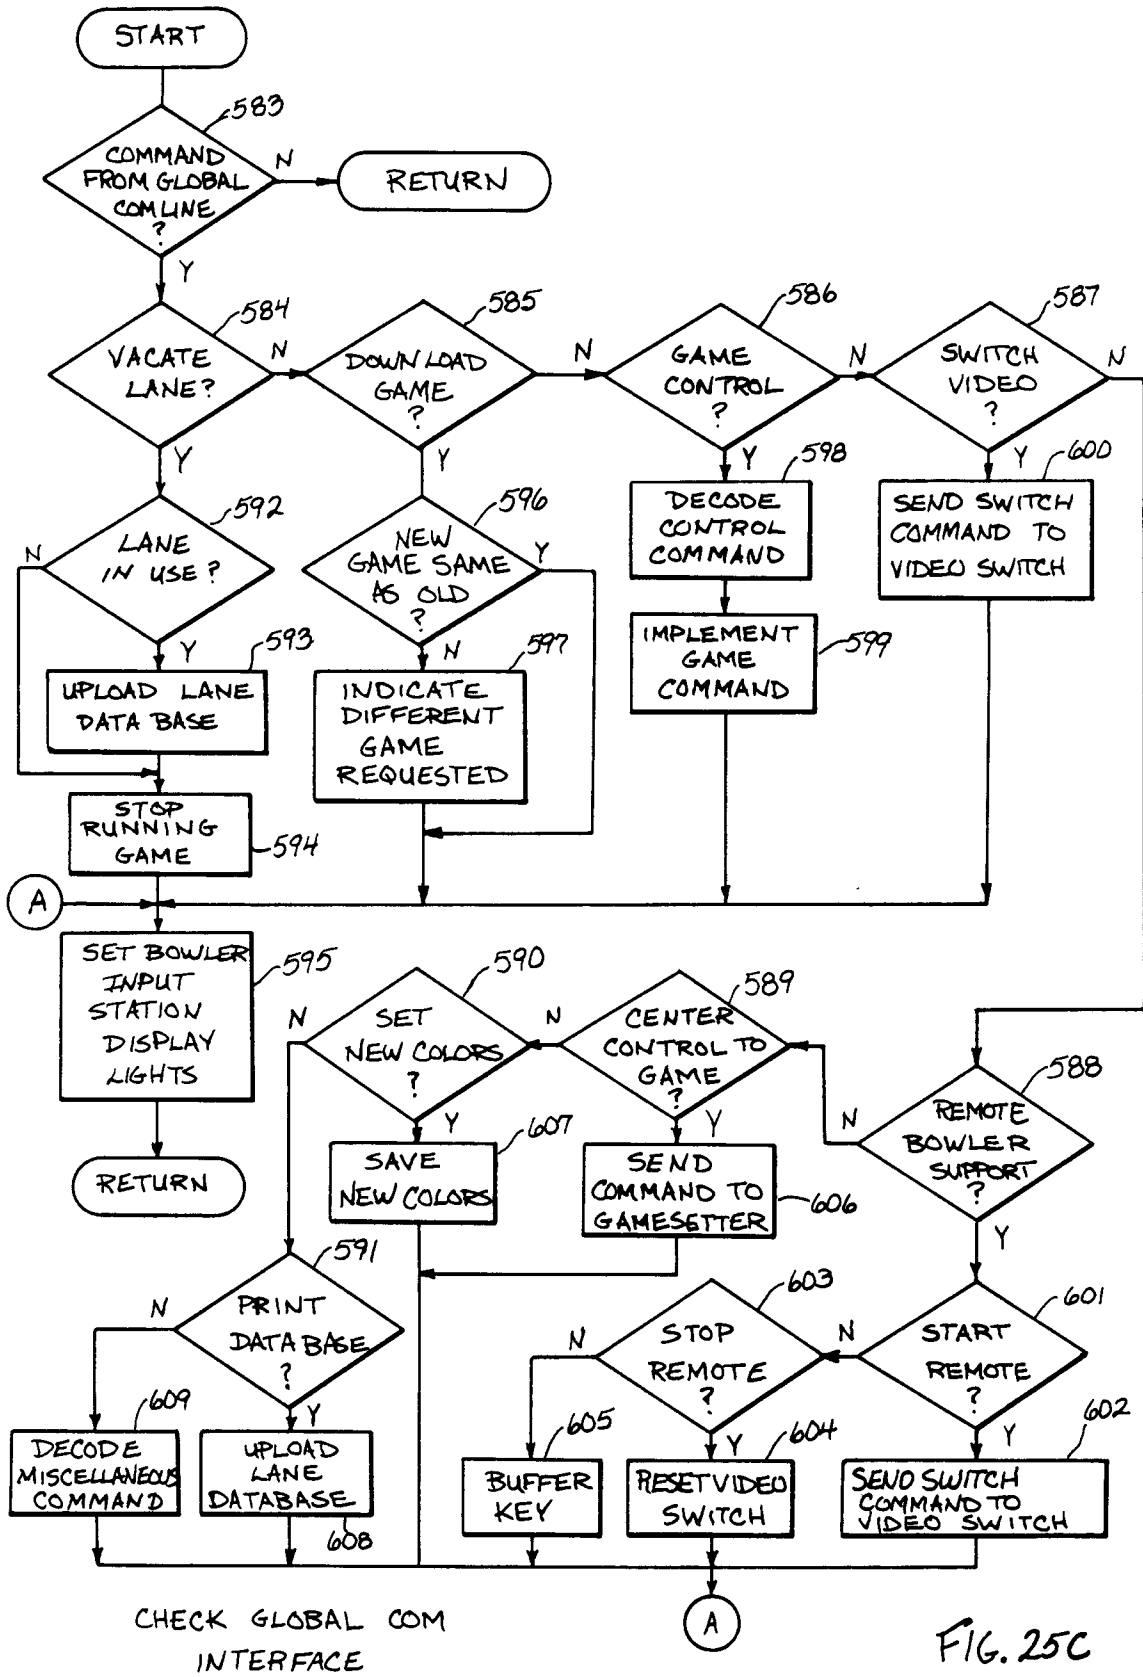 START
583
COMMAND
FROM GLOBAL
COMLINE
?
N
RETURN
Y
584
VACATE
LANE?
N
585
DOWNLOAD
GAME
?
N
586
GAME
CONTROL
?
N
587
SWITCH
VIDEO
?
N
Y
Y
Y
Y
592
LANE
IN USE?
N
Y
596
NEW
GAME SAME
AS OLD
?
Y
N
598
DECODE
CONTROL
COMMAND
600
SEND SWITCH
COMMAND TO
VIDEO SWITCH
593
UPLOAD LANE
DATA BASE
597
INDICATE
DIFFERENT
GAME
REQUESTED
IMPLEMENT
GAME
COMMAND
599
STOP
RUNNING
GAME
594
A
SET BOWLER
INPUT
STATION
DISPLAY
LIGHTS
595
RETURN
590
SET
NEW COLORS
?
N
Y
589
CENTER
CONTROL TO
GAME
?
N
Y
588
REMOTE
BOWLER
SUPPORT
?
N
Y
607
SAVE
NEW COLORS
SEND
COMMAND TO
GAMESETTER
606
591
PRINT
DATA BASE
?
N
Y
603
STOP
REMOTE
?
N
Y
601
START
REMOTE
?
N
Y
609
DECODE
MISCELLANEOUS
COMMAND
UPLOAD
LANE
DATABASE
608
605
BUFFER
KEY
604
RESET VIDEO
SWITCH
602
SEND SWITCH
COMMAND TO
VIDEO SWITCH
A
CHECK GLOBAL COM
INTERFACE
FIG. 25C